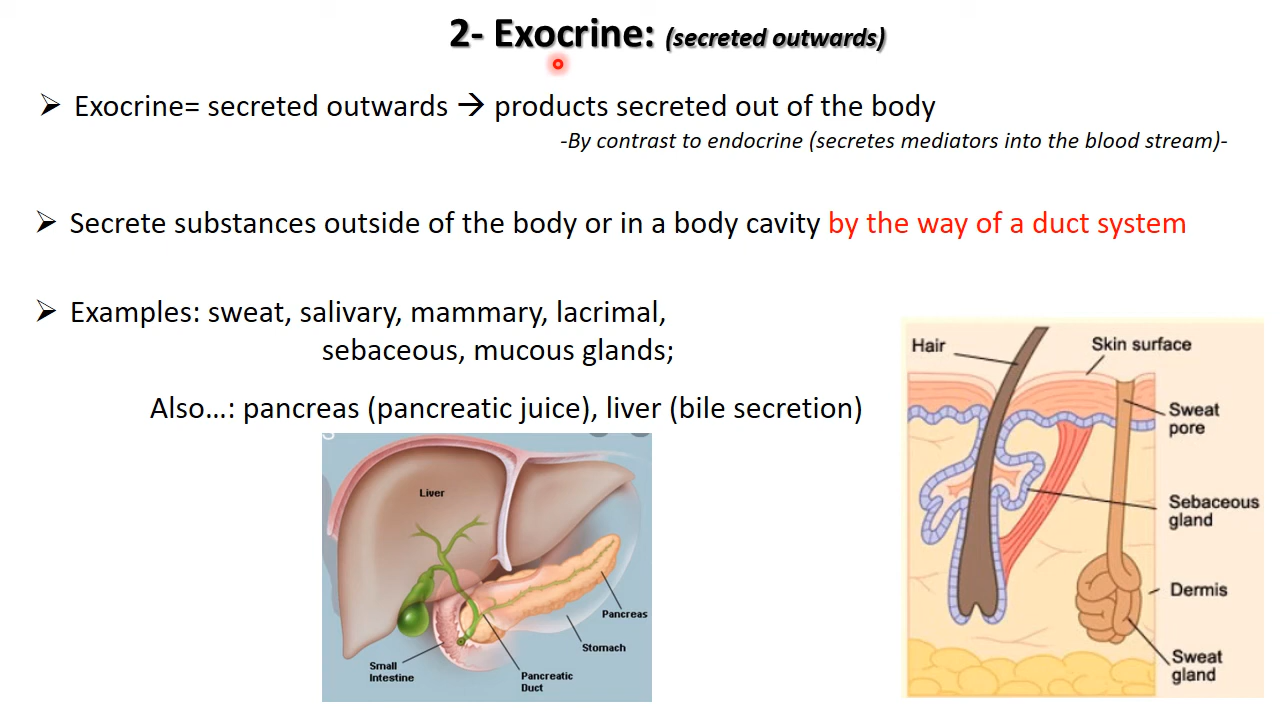 2- Exocrine: (secreted outwards)
➢ Exocrine= secreted outwards → products secreted out of the body
-By contrast to endocrine (secretes mediators into the blood stream)-
➢ Secrete substances outside of the body or in a body cavity by the way of a duct system
➢ Examples: sweat, salivary, mammary, lacrimal,
sebaceous, mucous glands;
Also…: pancreas (pancreatic juice), liver (bile secretion)
Liver
Pancreas
Stomach
Small
Intestine
Pancreatic
Duct
Hair
Skin surface
Sweat
pore
Sebaceous
gland
Dermis
Sweat
gland